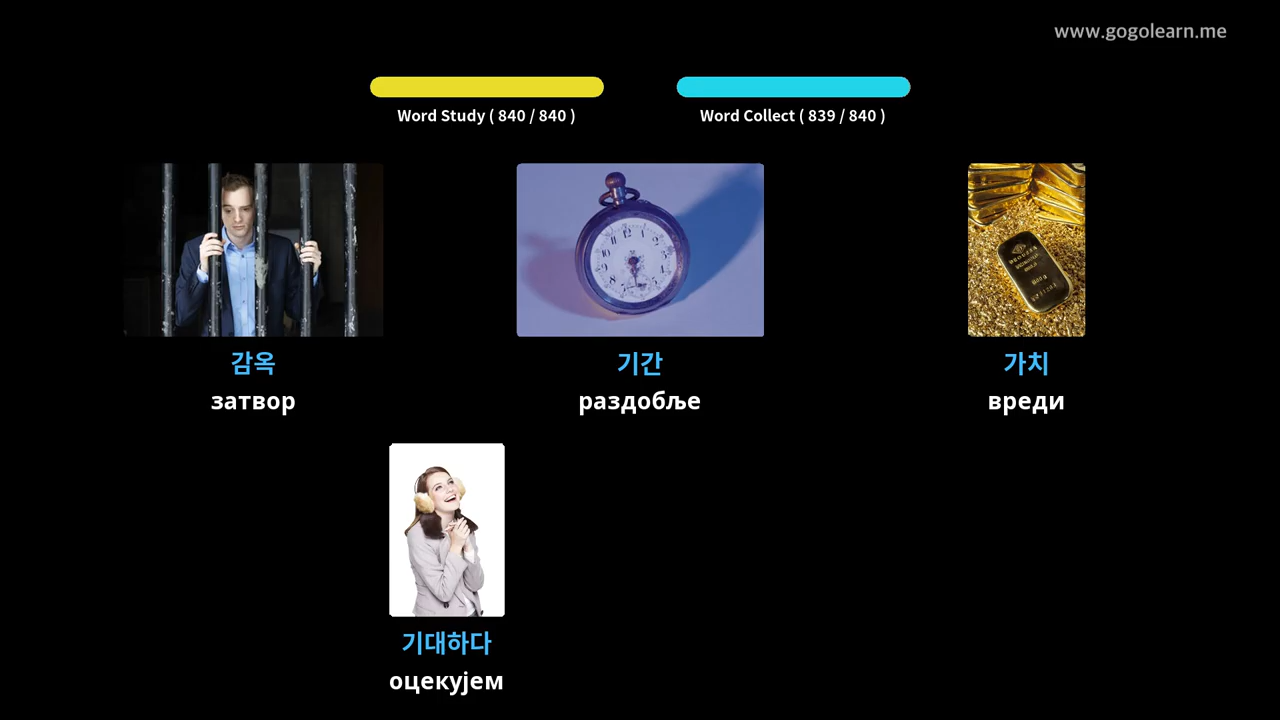 www.gogolearn.me
Word Study ( 840 / 840 )
Word Collect ( 839 / 840 )
감옥
기간
가치
затвор
раздобље
вреди
기대하다
оцекујем